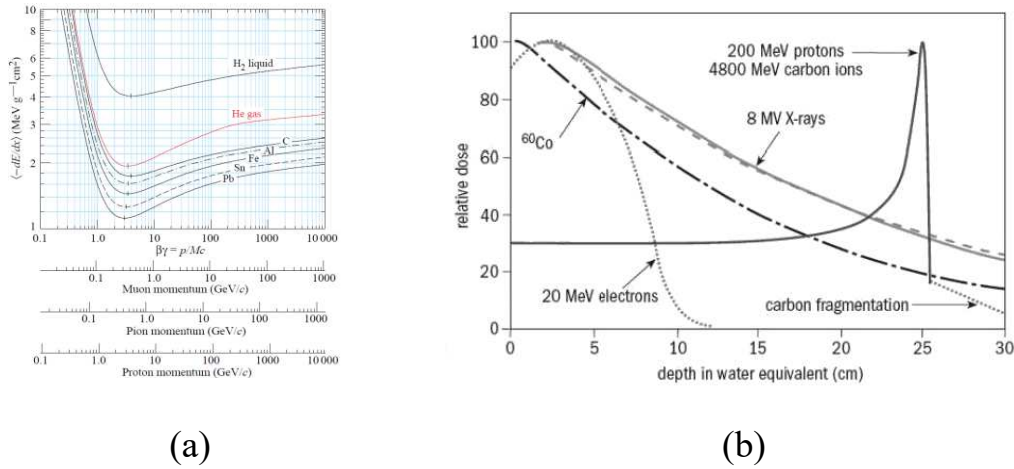 10
8
6
5
4
3
2
1
⟨−dE/dx⟩ (MeV g⁻¹cm²)
H₂ liquid
He gas
C
Al
Fe
Sn
Pb
0.1 1.0 10 100 1000 10 000
βγ = p/Mc
0.1 1.0 10 100 1000
Muon momentum (GeV/c)
0.1 1.0 10 100 1000
Pion momentum (GeV/c)
0.1 1.0 10 100 1000 10 000
Proton momentum (GeV/c)
(a)
100
80
60
40
20
0
relative dose
200 MeV protons
4800 MeV carbon ions
⁶⁰Co
8 MV X-rays
20 MeV electrons
carbon fragmentation
0 5 10 15 20 25 30
depth in water equivalent (cm)
(b)